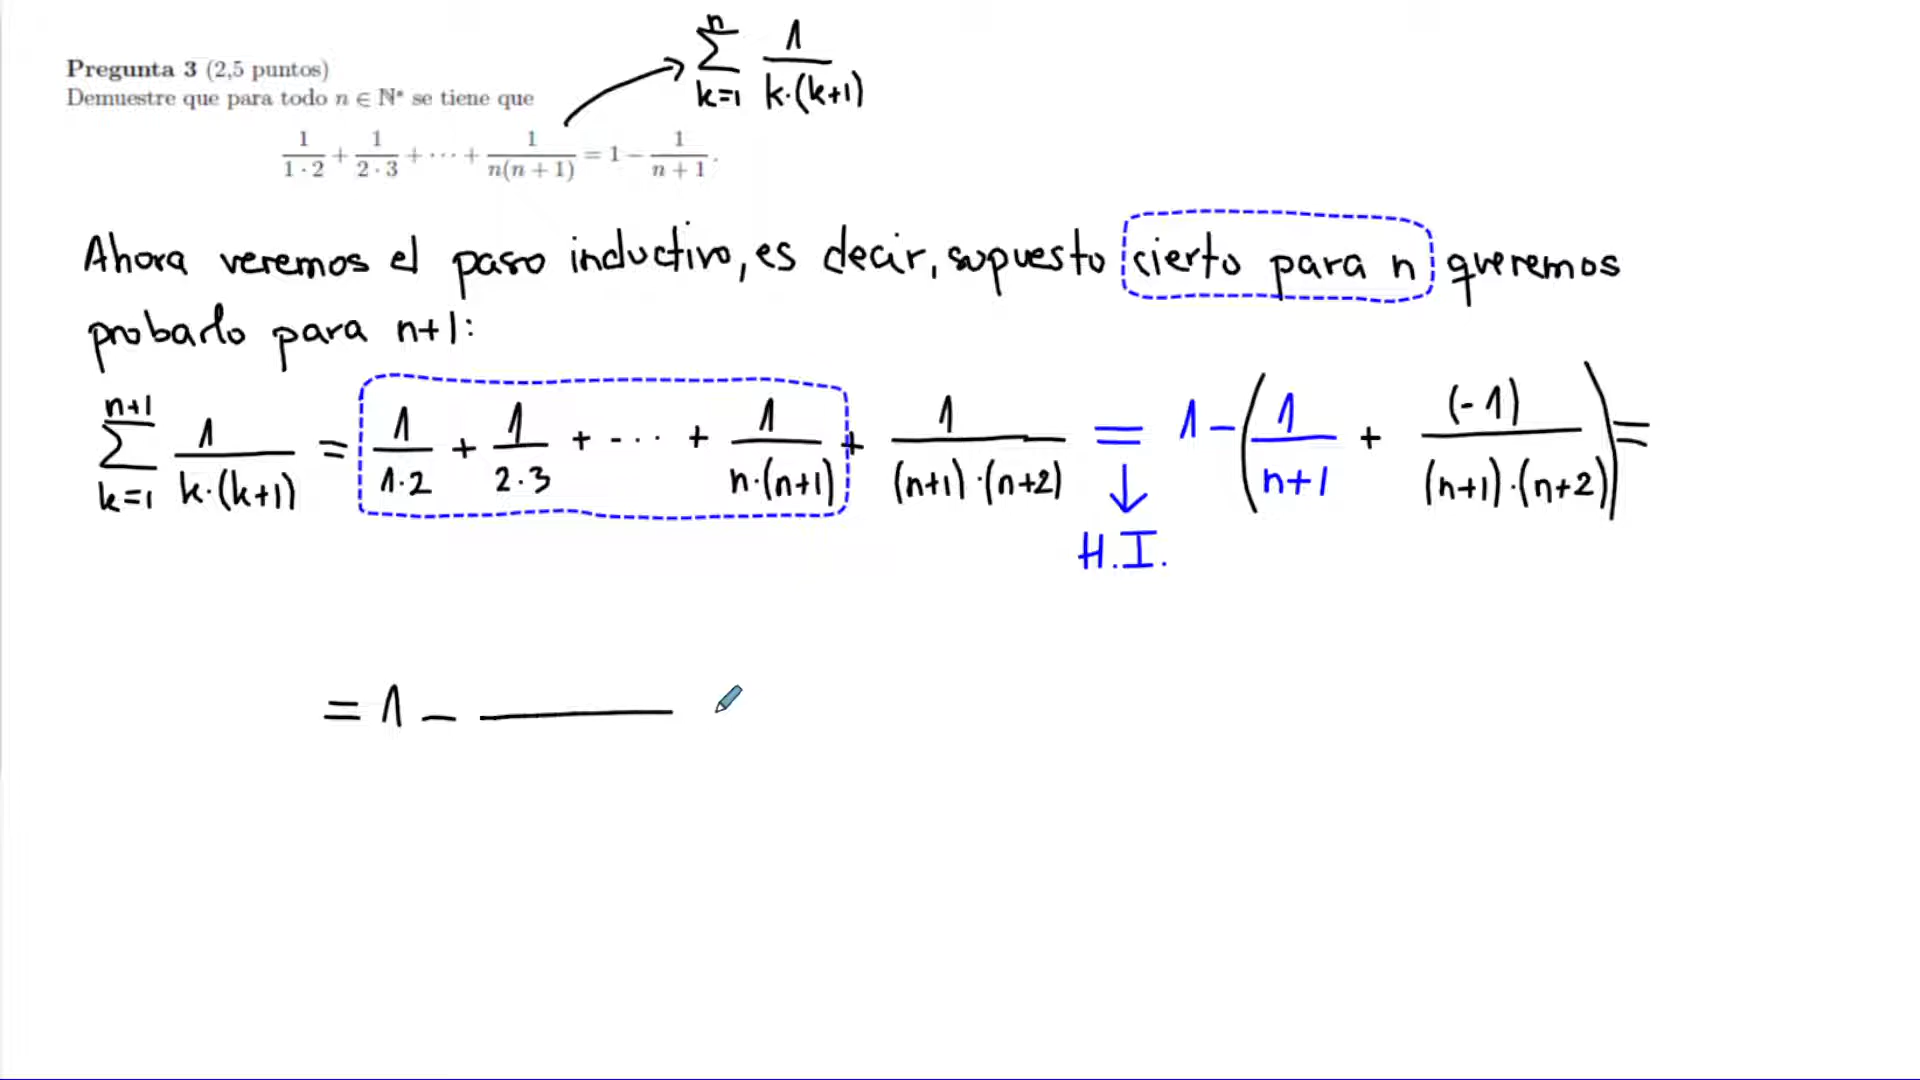 Pregunta 3 (2,5 puntos)
Demuestre que para todo n ∈ ℕ* se tiene que
1/(1·2) + 1/(2·3) + ··· + 1/(n(n+1)) = 1 − 1/(n+1).
∑_{k=1}^{n} 1/(k·(k+1))
Ahora veremos el paso inductivo, es decir, supuesto cierto para n queremos
probarlo para n+1:
∑_{k=1}^{n+1} 1/(k·(k+1)) = 1/(1·2) + 1/(2·3) + -··· + 1/(n·(n+1)) + 1/((n+1)·(n+2)) = 1 − (1/(n+1) + (-1)/((n+1)·(n+2))) =
↓
H.I.
= 1 −